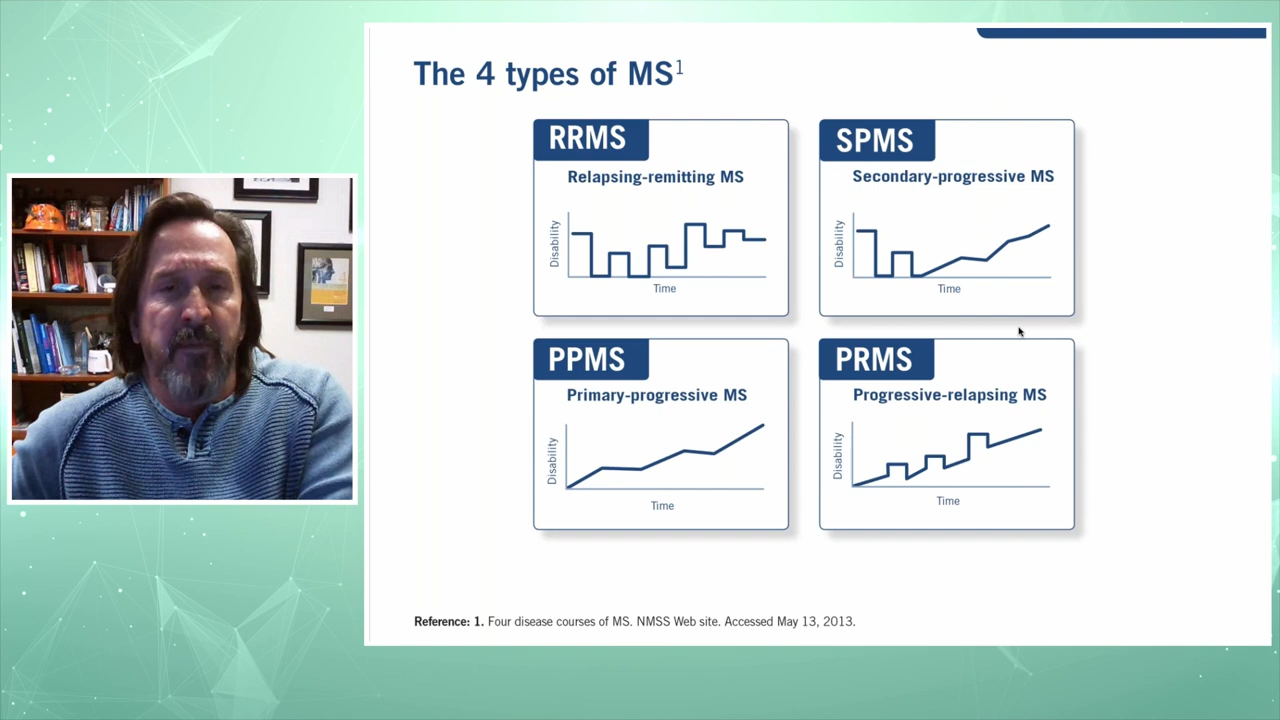 The 4 types of MS1
RRMS
Relapsing-remitting MS
Disability
Time
SPMS
Secondary-progressive MS
Disability
Time
PPMS
Primary-progressive MS
Disability
Time
PRMS
Progressive-relapsing MS
Disability
Time
Reference: 1. Four disease courses of MS. NMSS Web site. Accessed May 13, 2013.